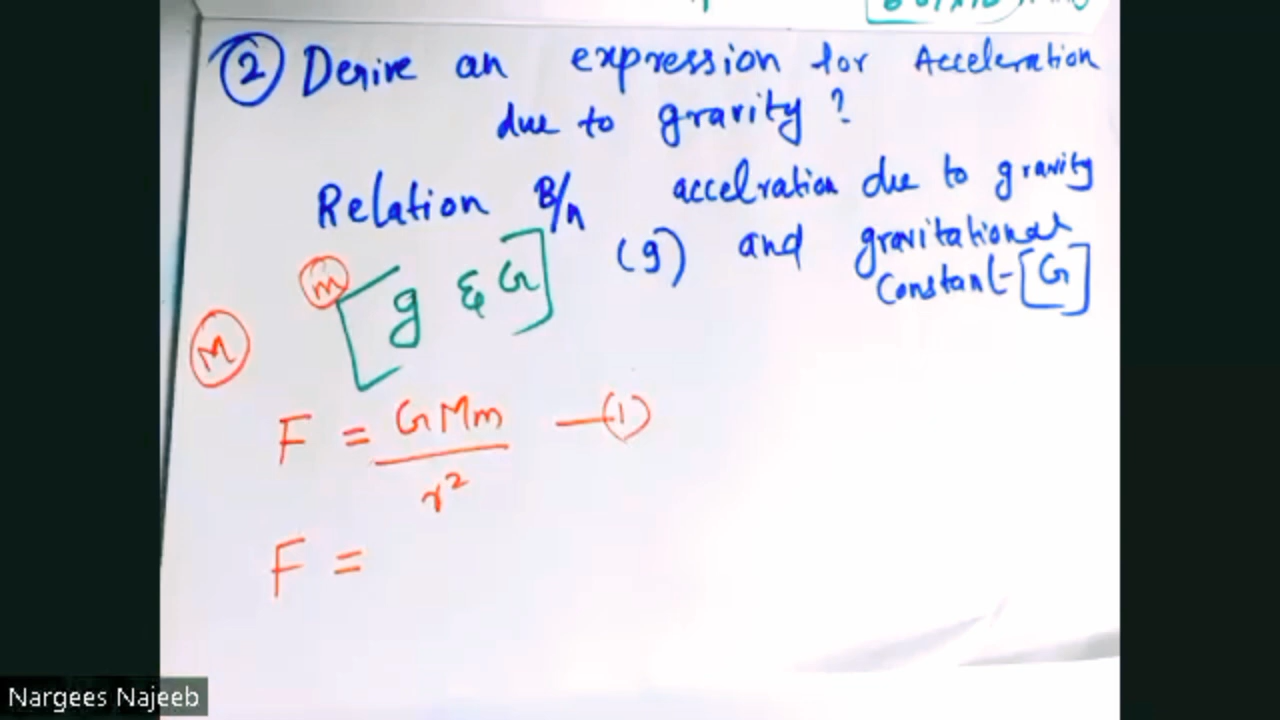 ② Derive an expression for Acceleration
due to gravity?
Relation B/n accelration due to gravity
(g) and gravitational
constant [G]
[g & G]
m
M
F = GMm/r² —(1)
F =
Nargees Najeeb